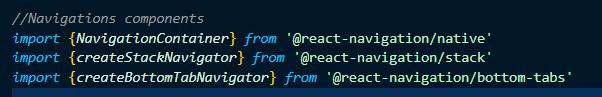 //Navigations components
import {NavigationContainer} from '@react-navigation/native'
import {createStackNavigator} from '@react-navigation/stack'
import {createBottomTabNavigator} from '@react-navigation/bottom-tabs'